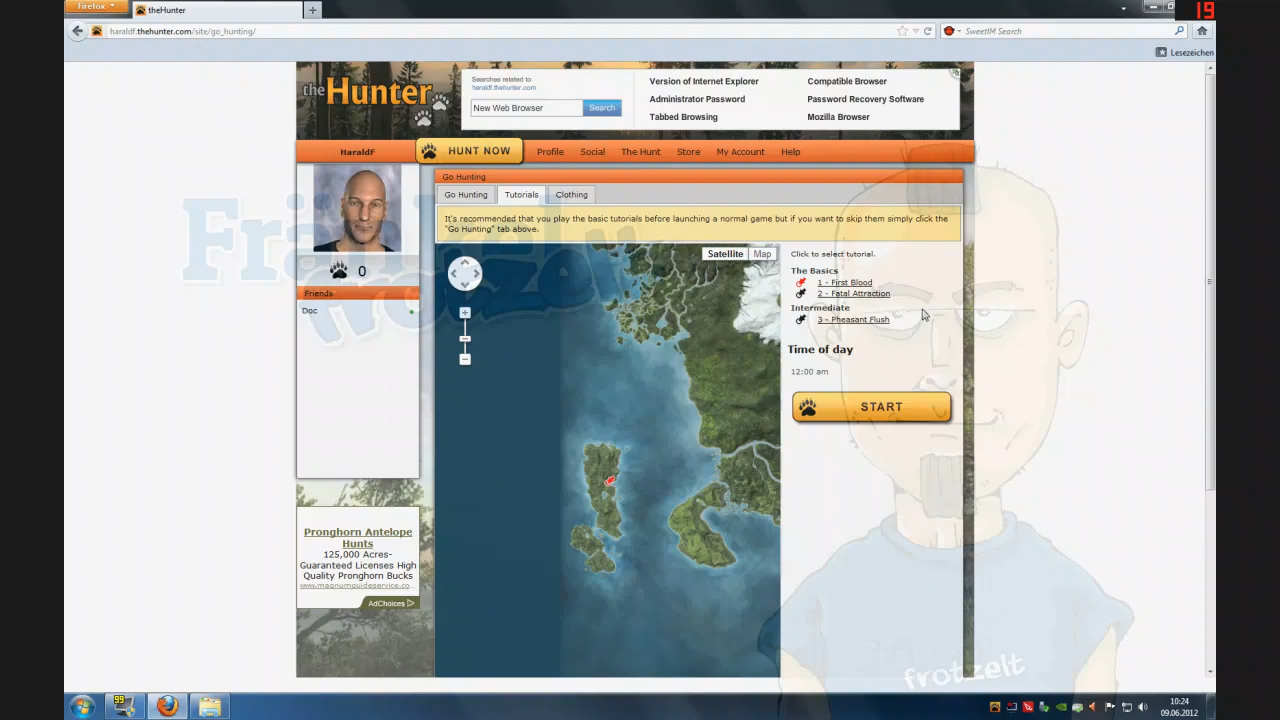 Firefox
theHunter
19
haraldf.thehunter.com/site/go_hunting/
SweetIM Search
Lesezeichen
theHunter
Searches related to
haraldf.thehunter.com
New Web Browser
Search
Version of Internet Explorer
Administrator Password
Tabbed Browsing
Compatible Browser
Password Recovery Software
Mozilla Browser
HaraldF
HUNT NOW
Profile
Social
The Hunt
Store
My Account
Help
Go Hunting
Go Hunting
Tutorials
Clothing
It's recommended that you play the basic tutorials before launching a normal game but if you want to skip them simply click the
"Go Hunting" tab above.
0
Friends
Doc
Satellite
Map
Click to select tutorial.
The Basics
1 - First Blood
2 - Fatal Attraction
Intermediate
3 - Pheasant Flush
Time of day
12:00 am
START
Pronghorn Antelope
Hunts
125,000 Acres-
Guaranteed Licenses High
Quality Pronghorn Bucks
www.magnumguideservice.co...
AdChoices
frotzelt
99
10:24
09.06.2012